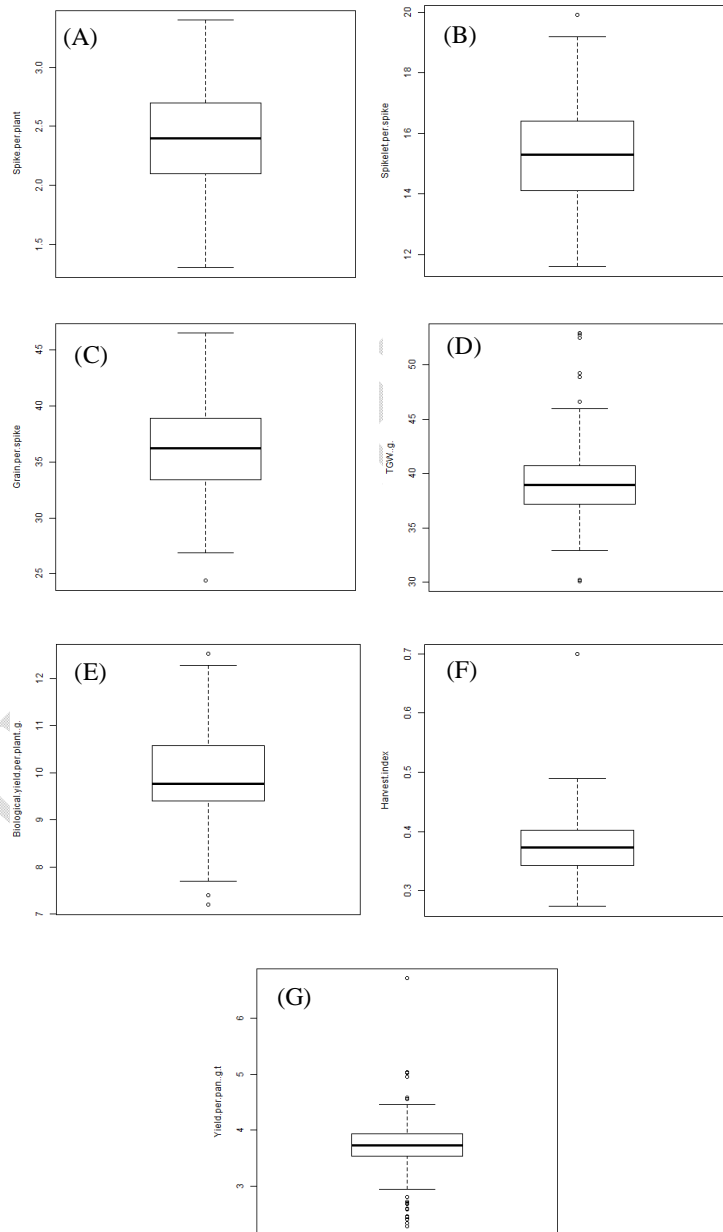 (A)
Spike.per.plant
1.5
2.0
2.5
3.0
(B)
Spikelet.per.spike
12
14
16
18
20
(C)
Grain.per.spike
25
30
35
40
45
(D)
TGW..g.
30
35
40
45
50
(E)
Biological.yield.per.plant..g.
7
8
9
10
11
12
(F)
Harvest.index
0.3
0.4
0.5
0.6
0.7
(G)
Yield.per.pan..g.t
3
4
5
6